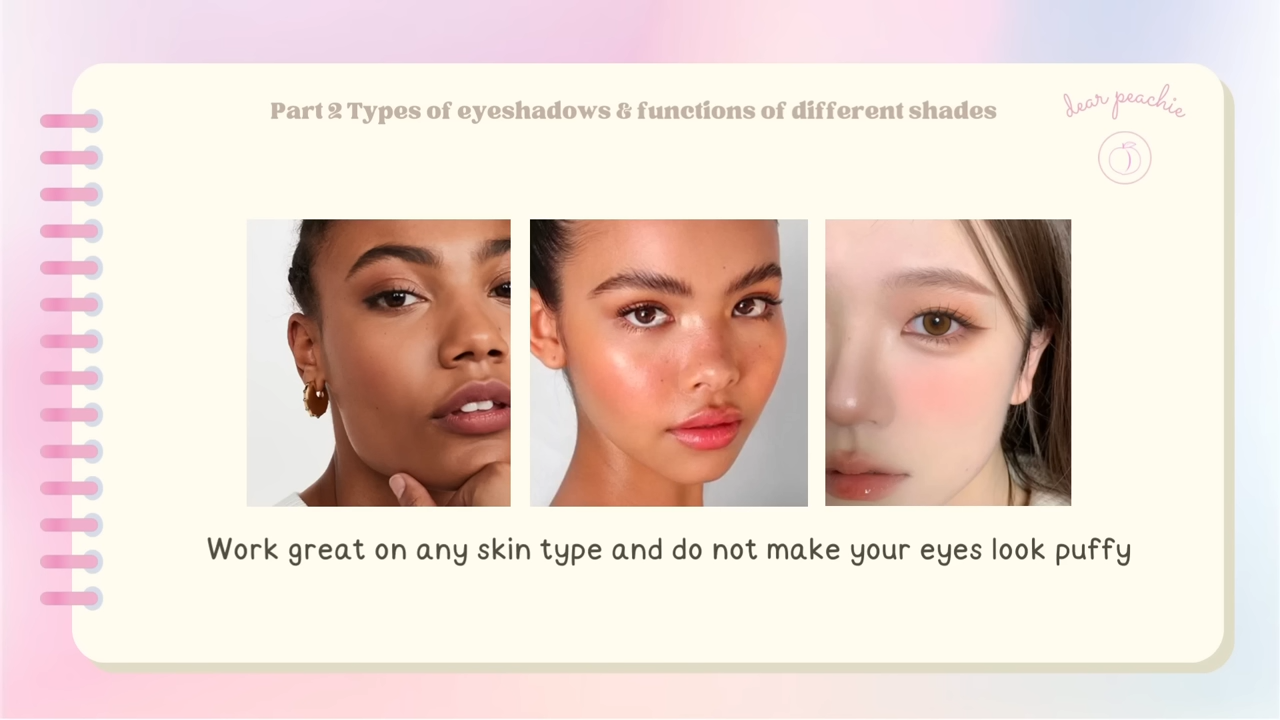 Part 2 Types of eyeshadows & functions of different shades
dear peachie
Work great on any skin type and do not make your eyes look puffy